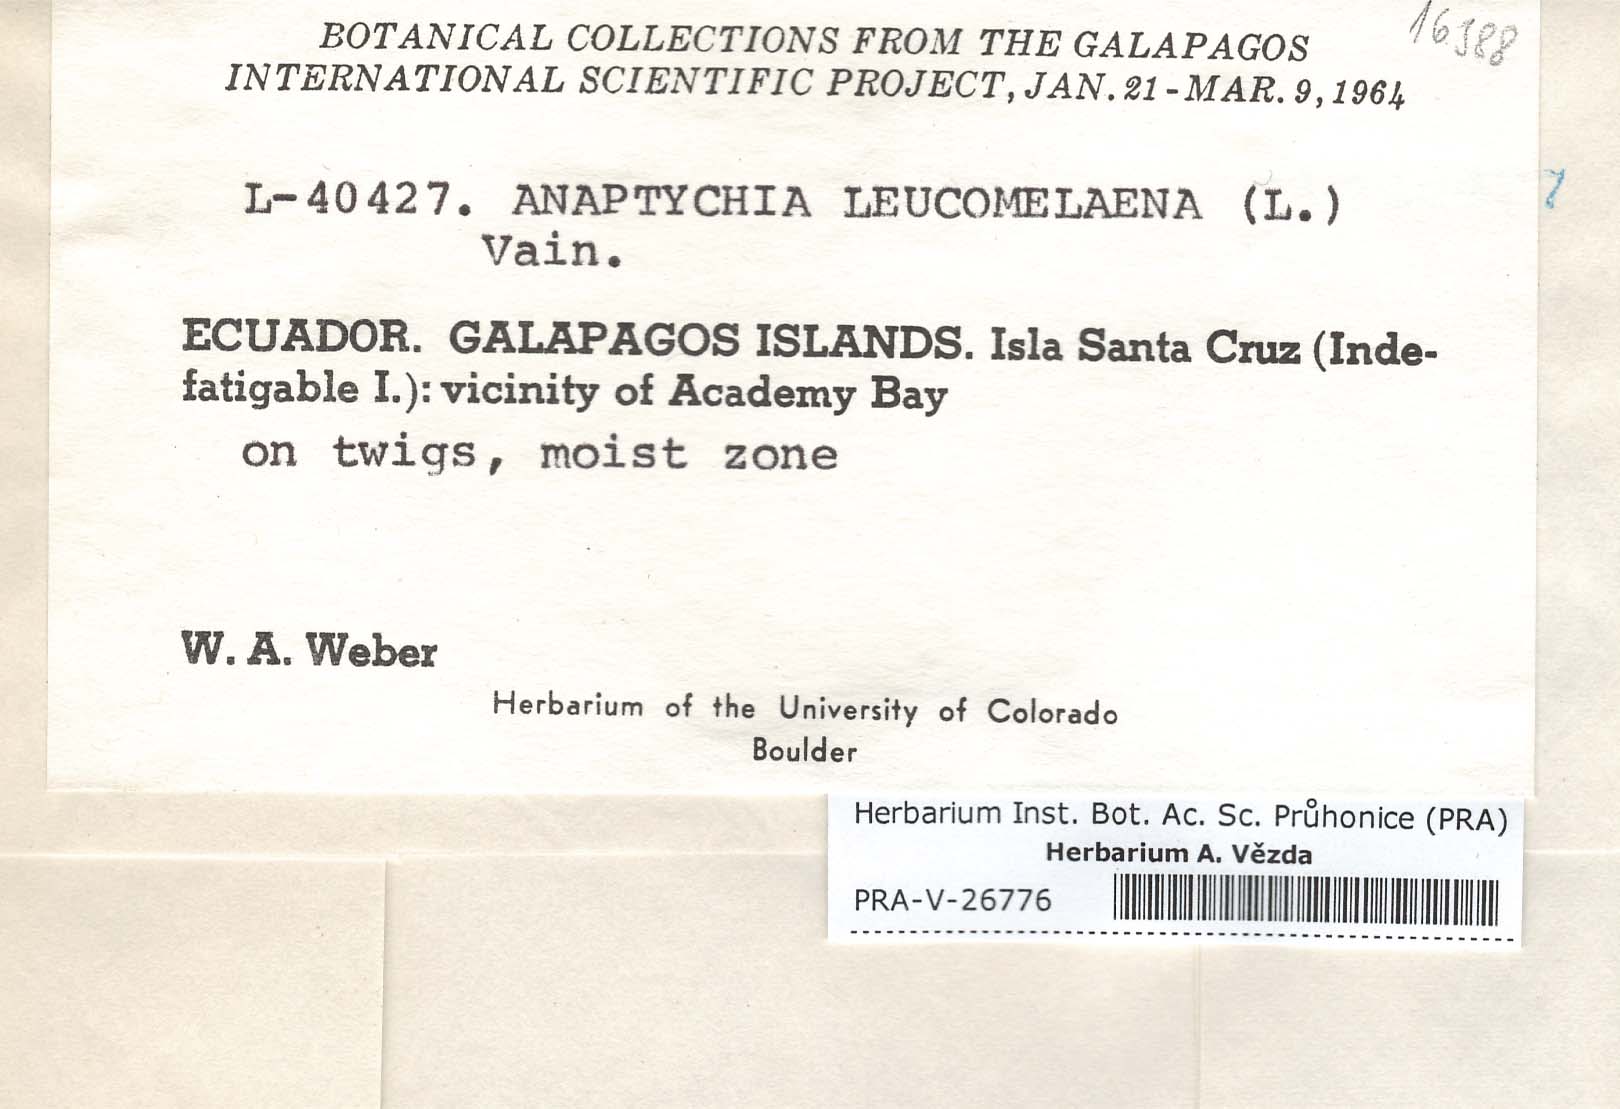 16388
BOTANICAL COLLECTIONS FROM THE GALAPAGOS
INTERNATIONAL SCIENTIFIC PROJECT, JAN. 21 - MAR. 9, 1964
L-40427. ANAPTYCHIA LEUCOMELAENA (L.)
Vain.
7
ECUADOR. GALAPAGOS ISLANDS. Isla Santa Cruz (Inde-
fatigable I.): vicinity of Academy Bay
on twigs, moist zone
W. A. Weber
Herbarium of the University of Colorado
Boulder
Herbarium Inst. Bot. Ac. Sc. Průhonice (PRA)
Herbarium A. Vězda
PRA-V-26776